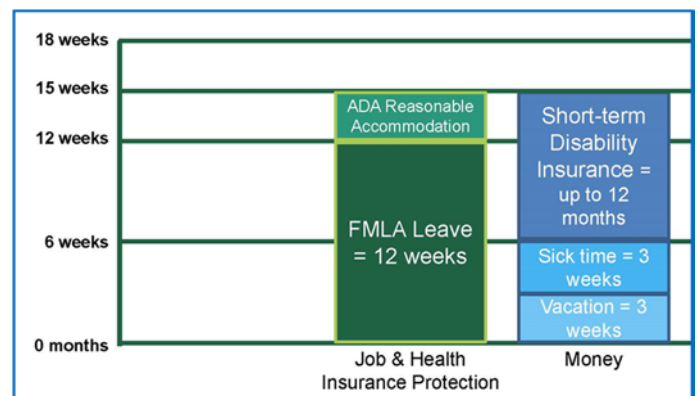 18 weeks
15 weeks
12 weeks
6 weeks
0 months
ADA Reasonable
Accommodation
FMLA Leave
= 12 weeks
Short-term
Disability
Insurance =
up to 12
months
Sick time = 3
weeks
Vacation = 3
weeks
Job & Health
Insurance Protection
Money